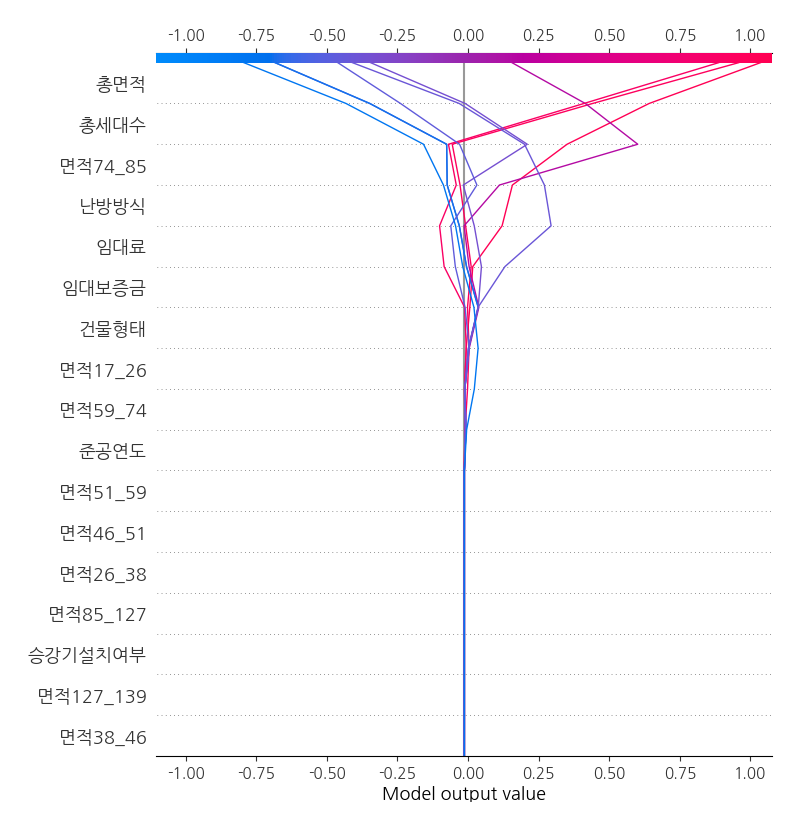 -1.00 -0.75 -0.50 -0.25 0.00 0.25 0.50 0.75 1.00
총면적
총세대수
면적74_85
난방방식
임대료
임대보증금
건물형태
면적17_26
면적59_74
준공연도
면적51_59
면적46_51
면적26_38
면적85_127
승강기설치여부
면적127_139
면적38_46
-1.00 -0.75 -0.50 -0.25 0.00 0.25 0.50 0.75 1.00
Model output value